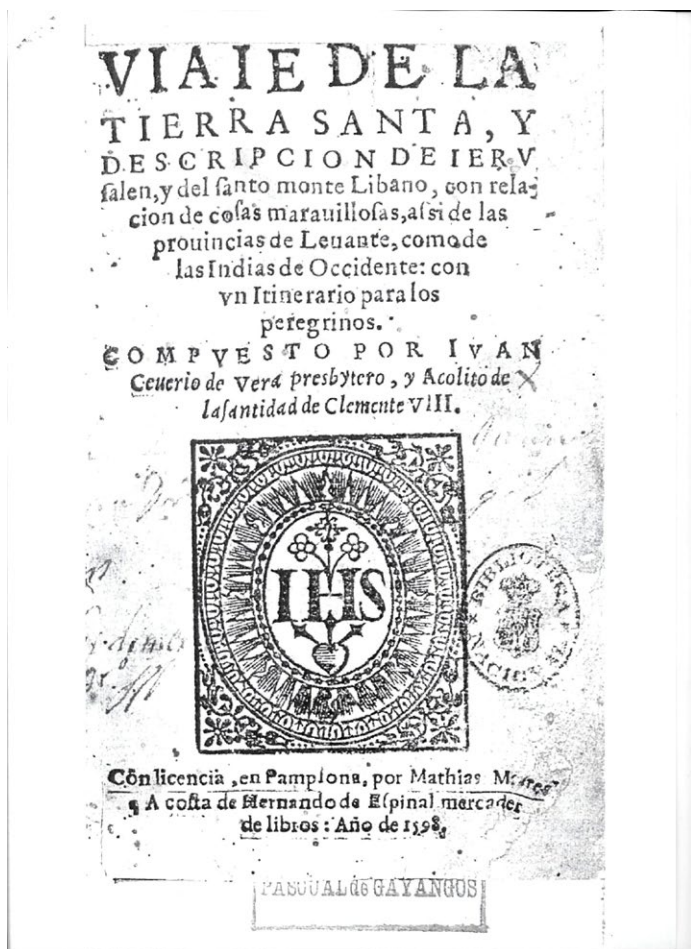 VIAIE DE LA
TIERRA SANTA, Y
DESCRIPCION DE IERV
ſalen, y del ſanto monte Libano, con rela-
cion de coſas marauilloſas, aſsi de las
prouincias de Leuante, como de
las Indias de Occidente: con
vn Itinerario para los
peregrinos.
COMPVESTO POR IVAN
Ceuerio de Vera presbytero, y Acolito de
la ſantidad de Clemente VIII.
IHS
BIBLIOTECA
NACIONAL
Cõn licencia, en Pamplona, por Mathias
A coſta de Hernando de Eſpinal mercader
de libros: Año de 1598.
PASCUAL de GAYANGOS